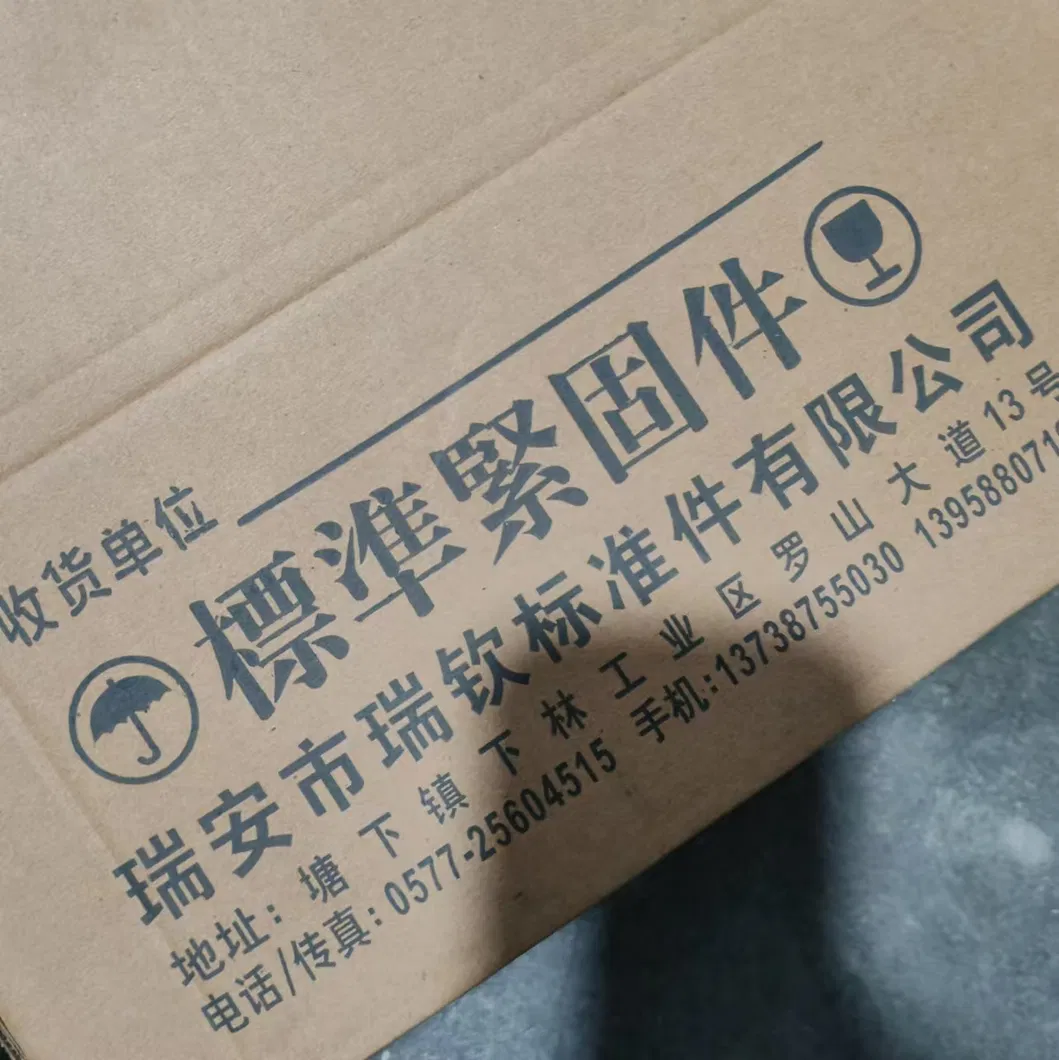 收货单位
標準緊固件
瑞安市瑞钦标准件有限公司
地址：塘下镇下林工业区罗山大道13号
电话/传真：0577-25604515 手机：13738755030